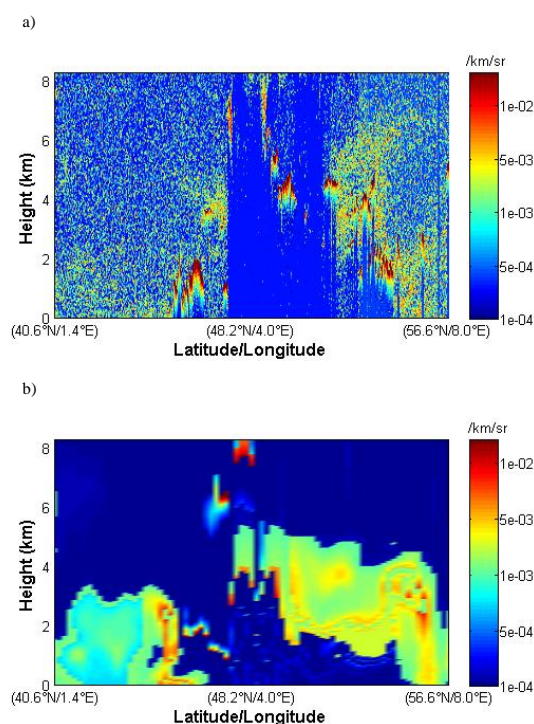 a)
/km/sr
8
6
4
2
0
Height (km)
1e-02
5e-03
1e-03
5e-04
1e-04
(40.6°N/1.4°E) (48.2°N/4.0°E) (56.6°N/8.0°E)
Latitude/Longitude
b)
/km/sr
8
6
4
2
0
Height (km)
1e-02
5e-03
1e-03
5e-04
1e-04
(40.6°N/1.4°E) (48.2°N/4.0°E) (56.6°N/8.0°E)
Latitude/Longitude